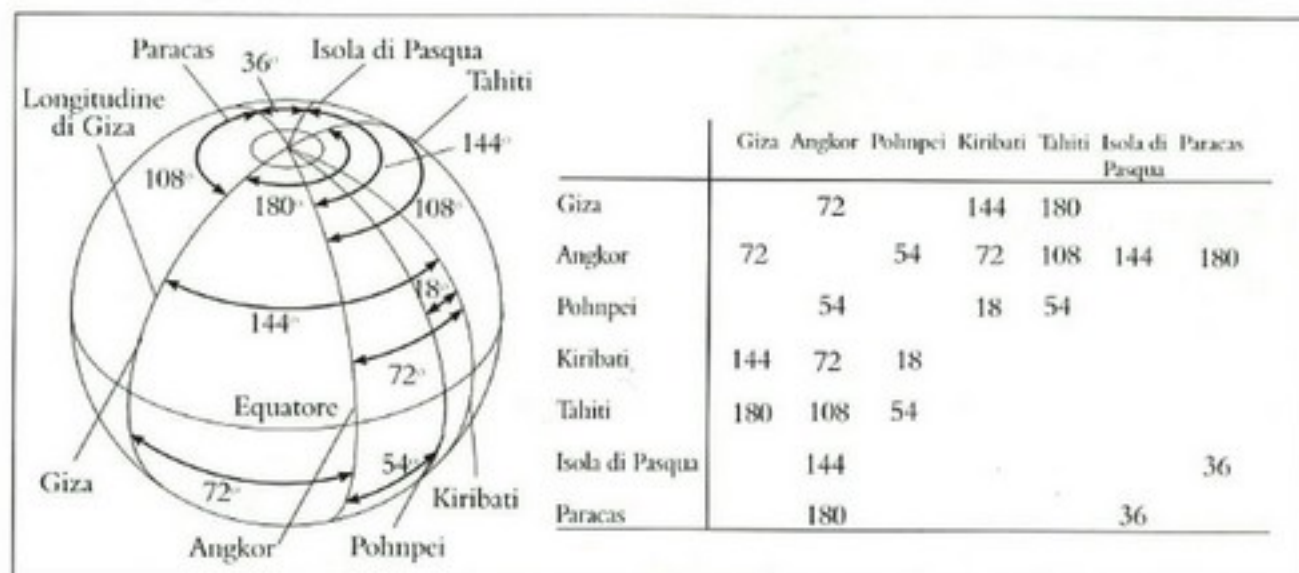 Paracas
36°
Isola di Pasqua
Tahiti
Longitudine
di Giza
144°
108°
180°
108°
18°
144°
72°
Equatore
54°
72°
Giza
Kiribati
Angkor
Pohnpei
Giza Angkor Pohnpei Kiribati Tahiti Isola di Pasqua Paracas
Giza 72 144 180
Angkor 72 54 72 108 144 180
Pohnpei 54 18 54
Kiribati 144 72 18
Tahiti 180 108 54
Isola di Pasqua 144 36
Paracas 180 36